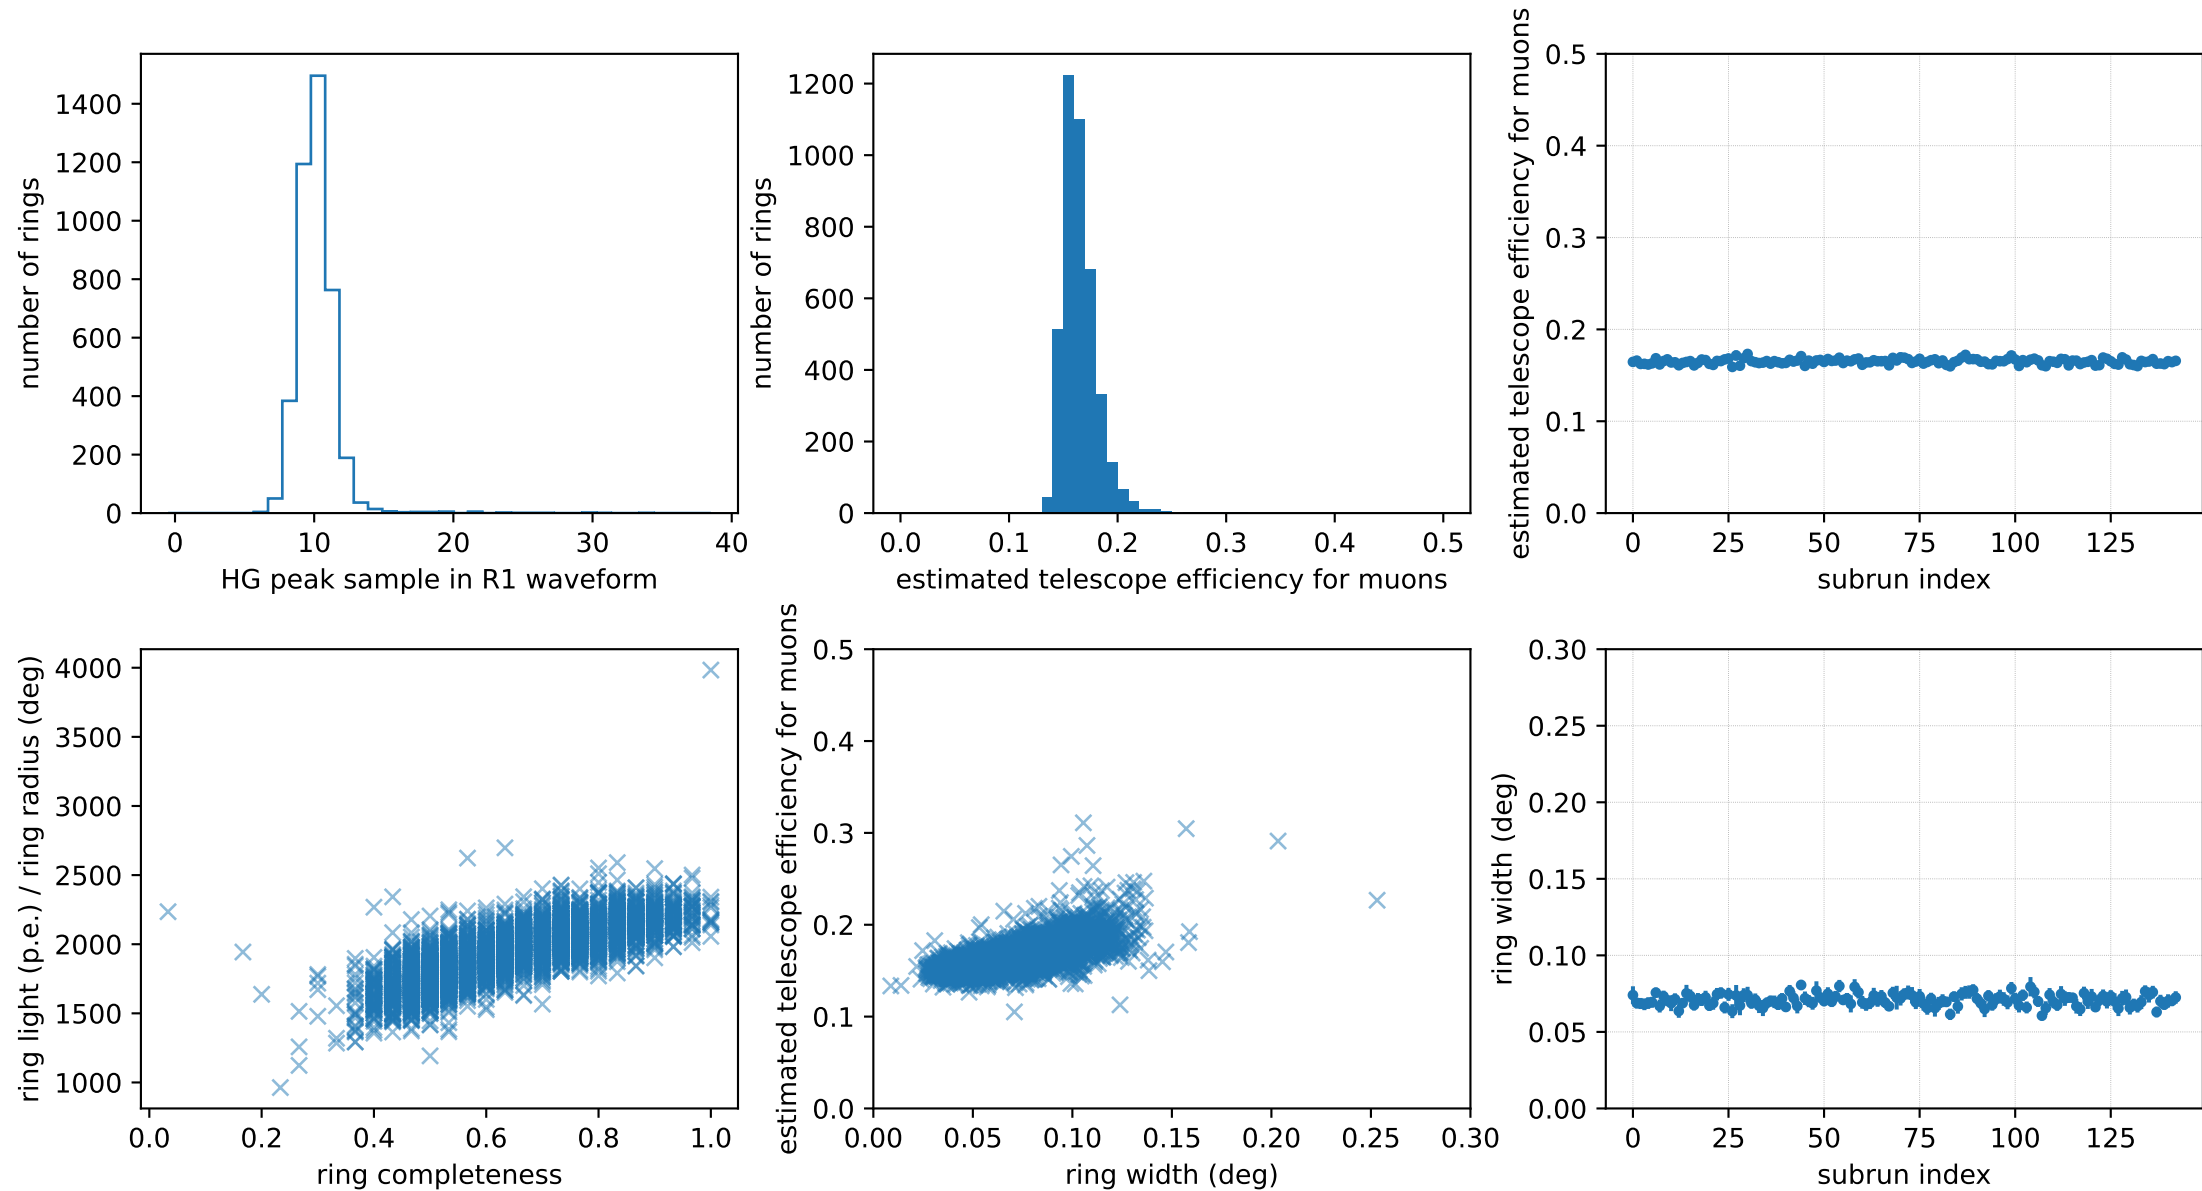 number of rings
1400
1200
1000
800
600
400
200
0
0 10 20 30 40
HG peak sample in R1 waveform
number of rings
1200
1000
800
600
400
200
0
0.0 0.1 0.2 0.3 0.4 0.5
estimated telescope efficiency for muons
estimated telescope efficiency for muons
0.5
0.4
0.3
0.2
0.1
0.0
0 25 50 75 100 125
subrun index
ring light (p.e.) / ring radius (deg)
4000
3500
3000
2500
2000
1500
1000
0.0 0.2 0.4 0.6 0.8 1.0
ring completeness
estimated telescope efficiency for muons
0.5
0.4
0.3
0.2
0.1
0.0
0.00 0.05 0.10 0.15 0.20 0.25 0.30
ring width (deg)
ring width (deg)
0.30
0.25
0.20
0.15
0.10
0.05
0.00
0 25 50 75 100 125
subrun index